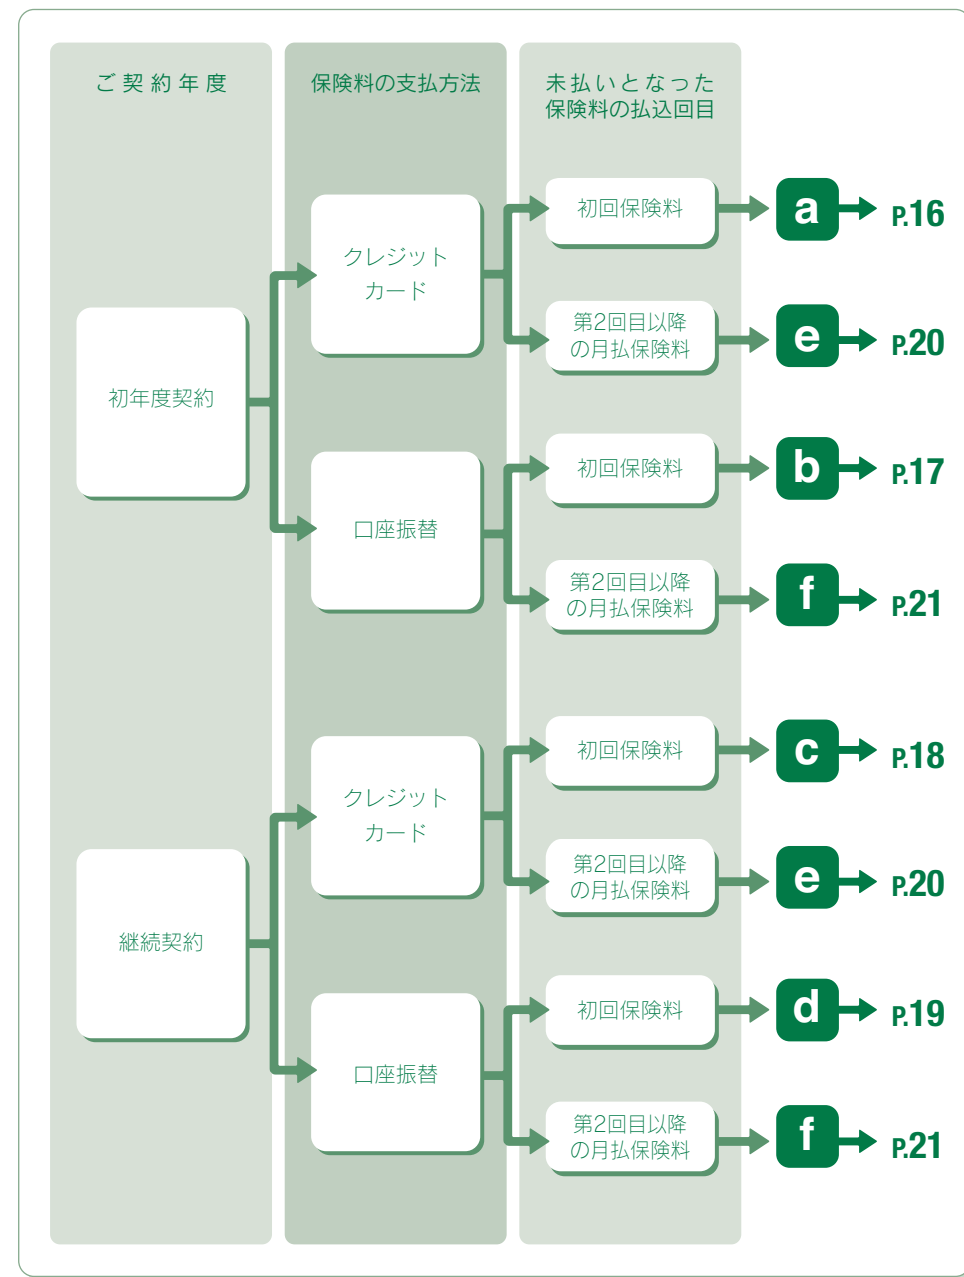 ご契約年度
保険料の支払方法
未払いとなった
保険料の払込回目
初年度契約
クレジット
カード
初回保険料
a
P.16
第2回目以降
の月払保険料
e
P.20
口座振替
初回保険料
b
P.17
第2回目以降
の月払保険料
f
P.21
継続契約
クレジット
カード
初回保険料
c
P.18
第2回目以降
の月払保険料
e
P.20
口座振替
初回保険料
d
P.19
第2回目以降
の月払保険料
f
P.21